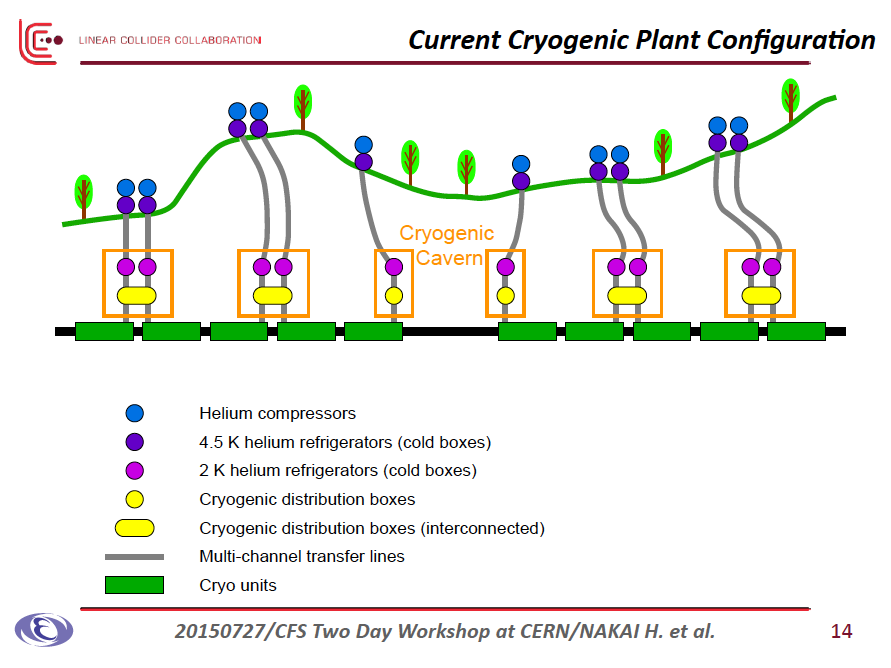 LINEAR COLLIDER COLLABORATION
Current Cryogenic Plant Configuration
Cryogenic
Cavern
Helium compressors
4.5 K helium refrigerators (cold boxes)
2 K helium refrigerators (cold boxes)
Cryogenic distribution boxes
Cryogenic distribution boxes (interconnected)
Multi-channel transfer lines
Cryo units
20150727/CFS Two Day Workshop at CERN/NAKAI H. et al.
14